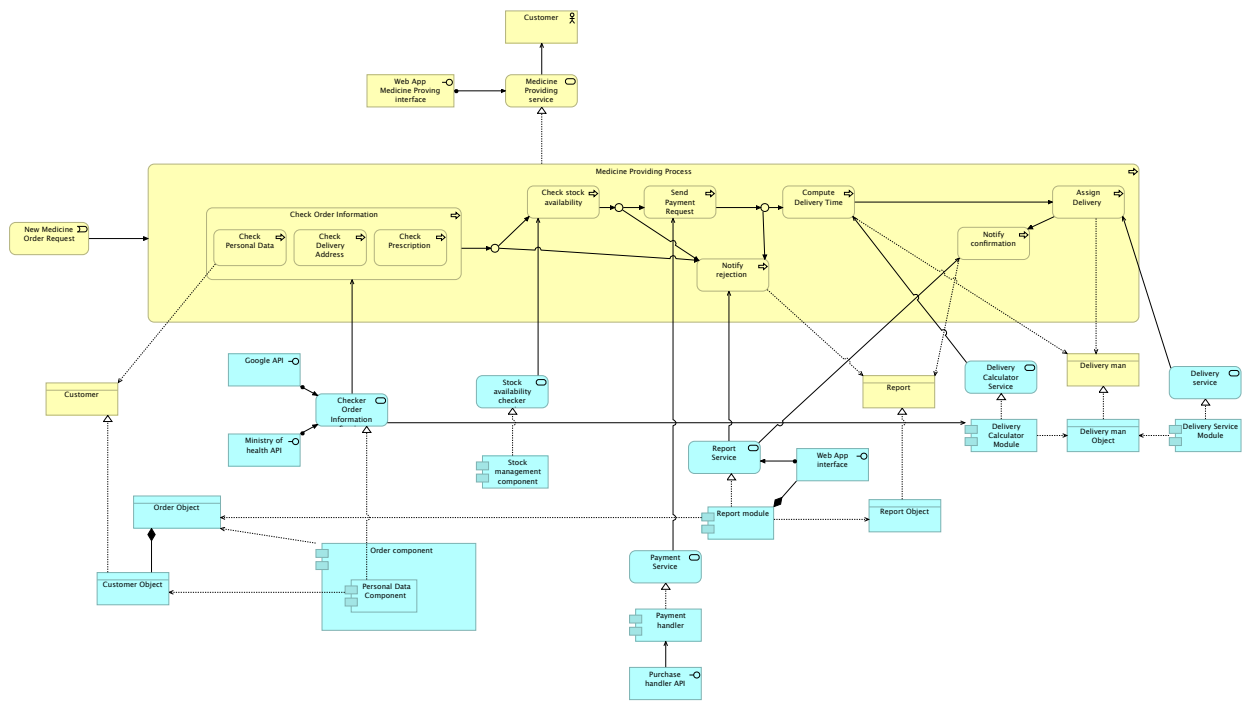 Customer
Web App
Medicine Proving
interface
Medicine
Providing
service
Medicine Providing Process
New Medicine
Order Request
Check Order Information
Check
Personal Data
Check
Delivery
Address
Check
Prescription
Check stock
availability
Send
Payment
Request
Compute
Delivery Time
Assign
Delivery
Notify
confirmation
Notify
rejection
Google API
Customer
Checker
Order
Information
Ministry of
health API
Stock
availability
checker
Stock
management
component
Report
Delivery
Calculator
Service
Delivery man
Delivery
service
Delivery
Calculator
Module
Delivery man
Object
Delivery Service
Module
Report
Service
Web App
interface
Report module
Report Object
Order Object
Customer Object
Order component
Personal Data
Component
Payment
Service
Payment
handler
Purchase
handler API